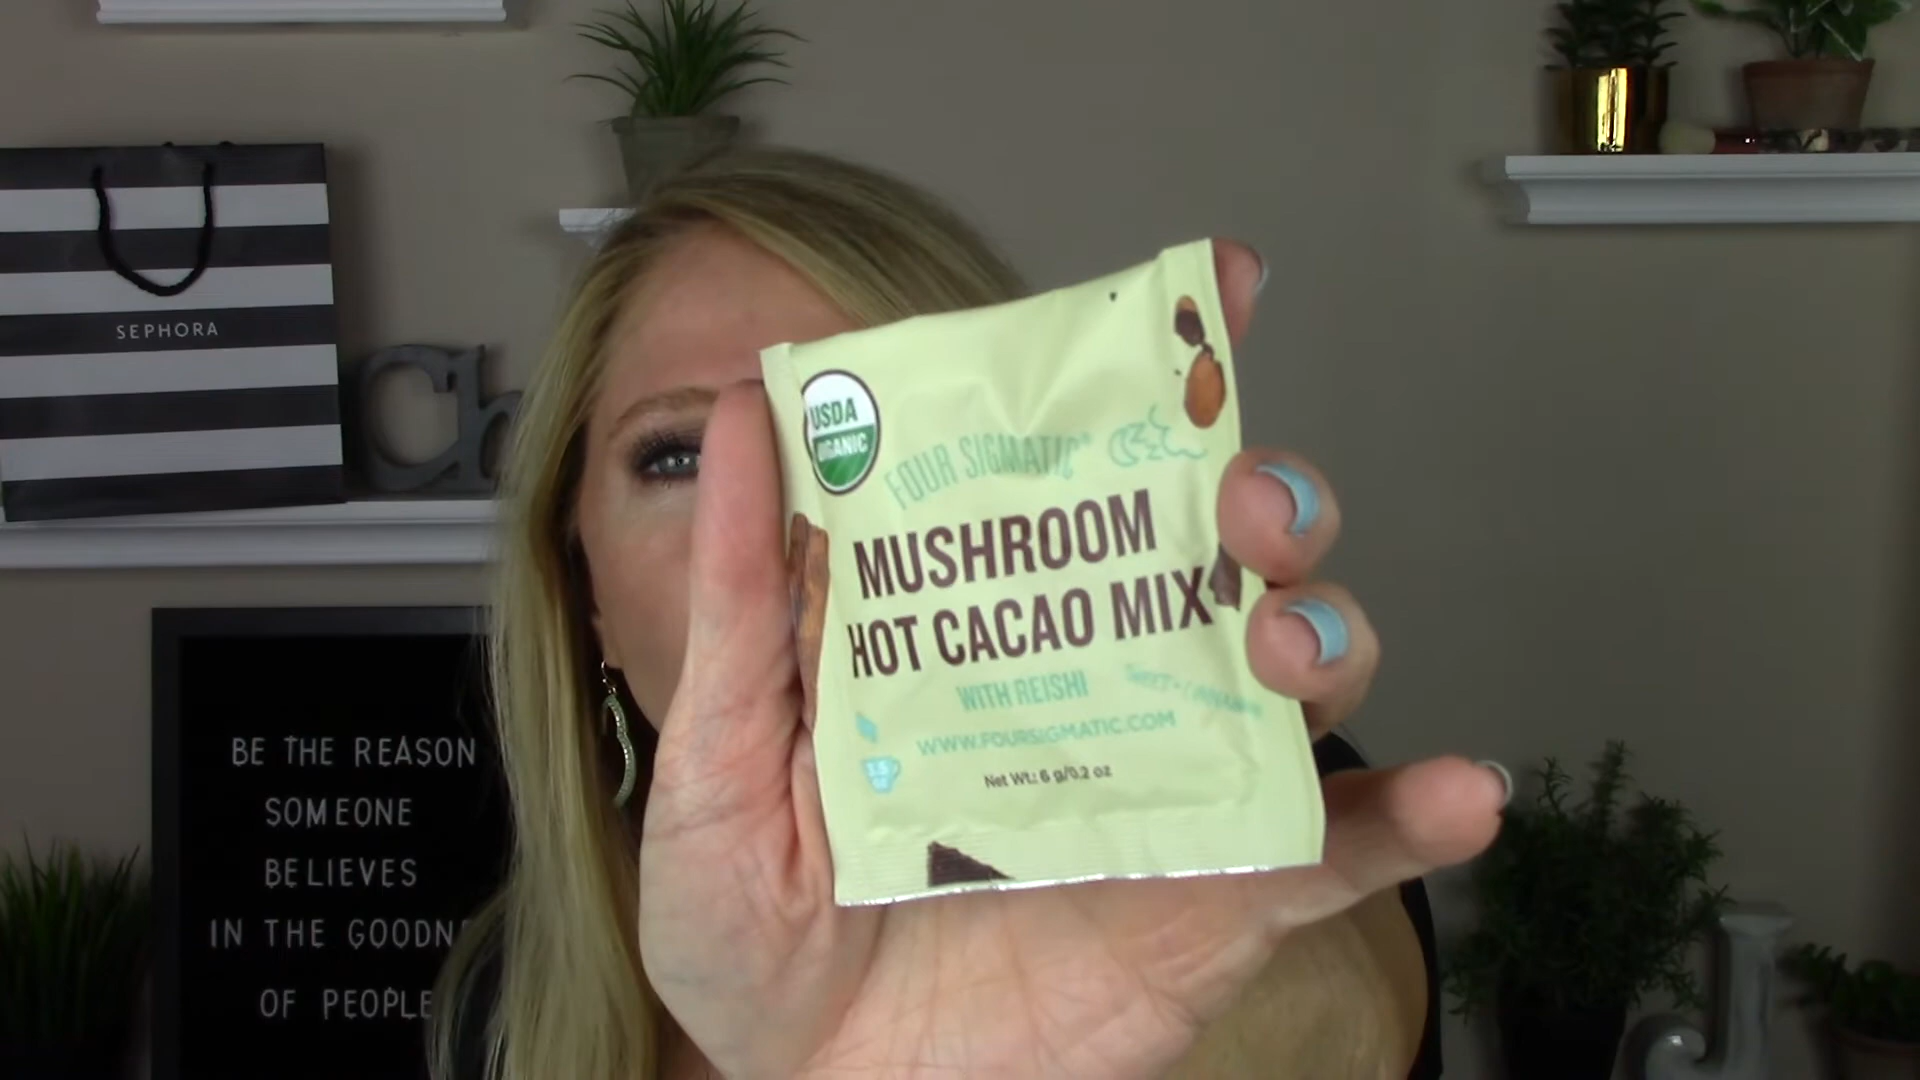 SEPHORA
Ch
BE THE REASON
SOMEONE
BELIEVES
IN THE GOODN
OF PEOPLE
USDA
ORGANIC
FOUR SIGMATIC®
MUSHROOM
HOT CACAO MIX
WITH REISHI
WWW.FOURSIGMATIC.COM
Net Wt.: 6 g/0.2 oz